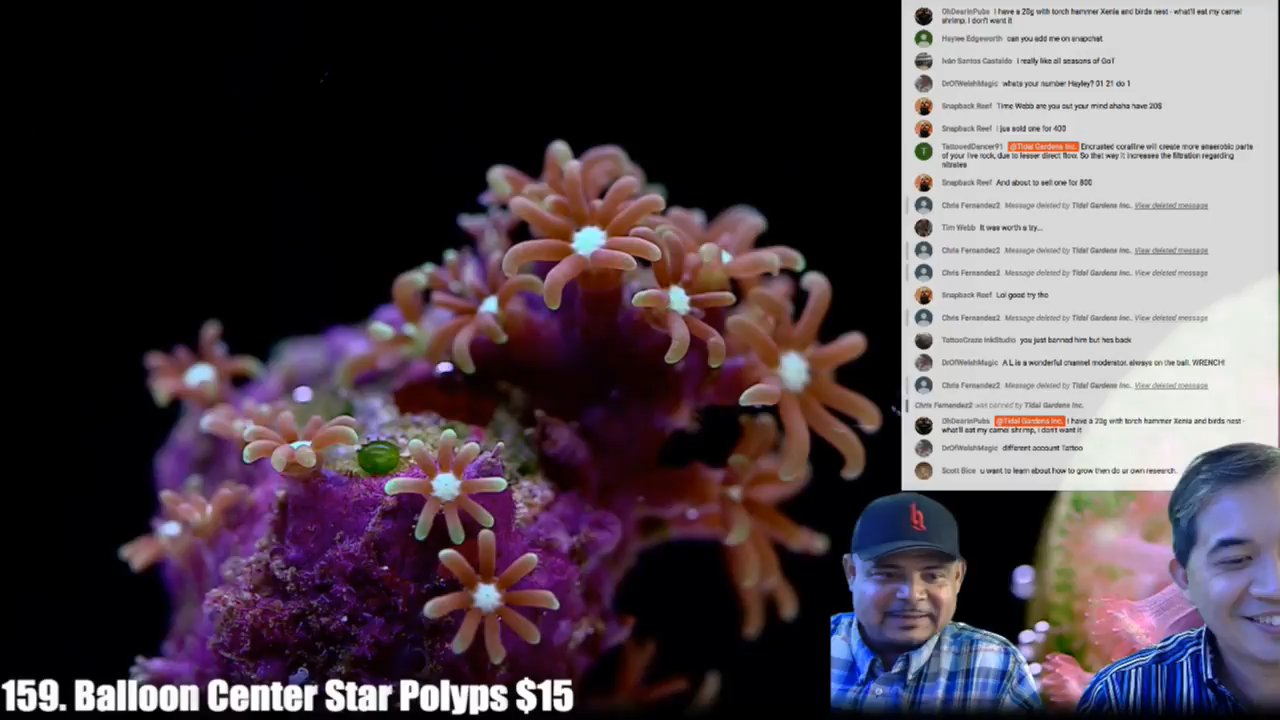 OhDearInPubs I have a 20g with torch hammer Xenia and birds nest - what'll eat my camel
shrimp, I don't want it
Haylee Edgeworth can you add me on snapchat
Iván Santos Castaldo I really like all seasons of GoT
DrOfWelshMagic whats your number Hayley? 01 21 do 1
Snapback Reef Time Webb are you out your mind ahaha have 20$
Snapback Reef I jus sold one for 400
TattooedDancer91 @Tidal Gardens Inc. Encrusted coralline will create more anaerobic parts
of your live rock, due to lesser direct flow. So that way it increases the filtration regarding
nitrates
Snapback Reef And about to sell one for 800
Chris Fernandez2 Message deleted by Tidal Gardens Inc.. View deleted message
Tim Webb It was worth a try...
Chris Fernandez2 Message deleted by Tidal Gardens Inc.. View deleted message
Chris Fernandez2 Message deleted by Tidal Gardens Inc.. View deleted message
Snapback Reef Lol good try tho
Chris Fernandez2 Message deleted by Tidal Gardens Inc.. View deleted message
TattooCraze InkStudio you just banned him but hes back
DrOfWelshMagic A L is a wonderful channel moderator, always on the ball. WRENCH!
Chris Fernandez2 Message deleted by Tidal Gardens Inc.. View deleted message
Chris Fernandez2 was banned by Tidal Gardens Inc.
OhDearInPubs @Tidal Gardens Inc. I have a 20g with torch hammer Xenia and birds nest -
what'll eat my camel shrimp, I don't want it
DrOfWelshMagic different account Tattoo
Scott Bice u want to learn about how to grow then do ur own research.
h
159. Balloon Center Star Polyps $15